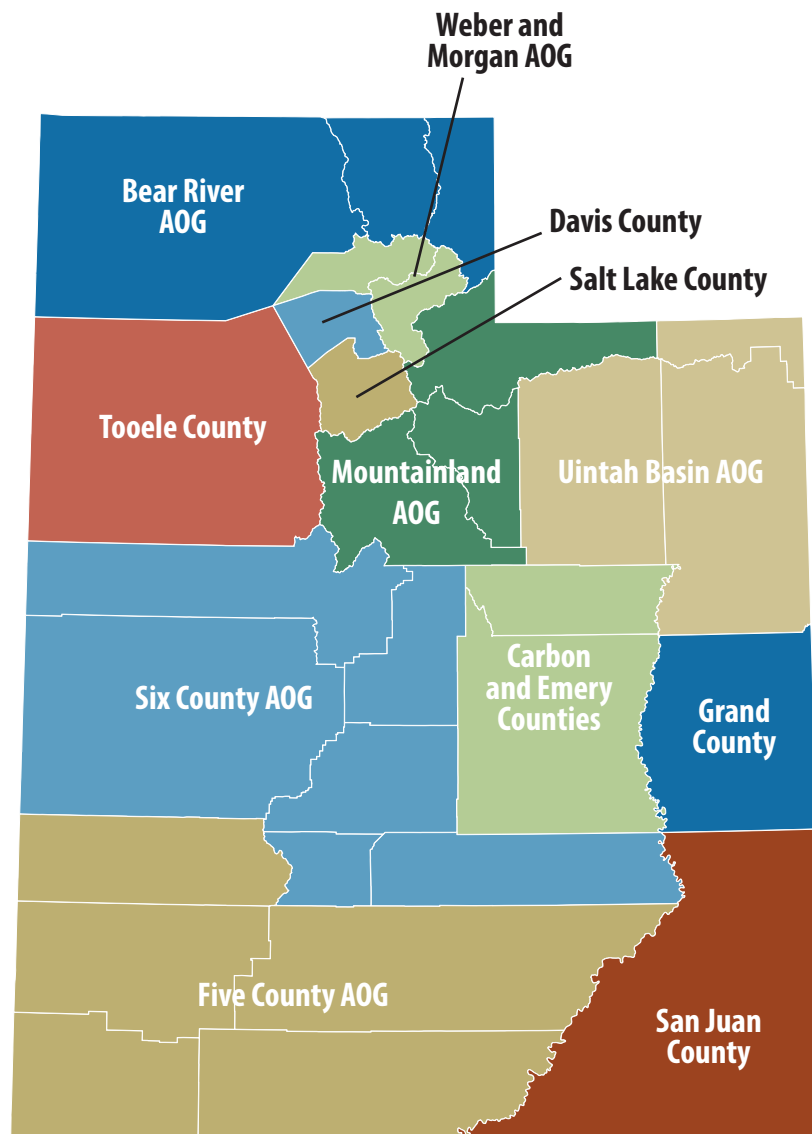 Weber and
Morgan AOG
Bear River
AOG
Davis County
Salt Lake County
Tooele County
Mountainland
AOG
Uintah Basin AOG
Six County AOG
Carbon
and Emery
Counties
Grand
County
Five County AOG
San Juan
County